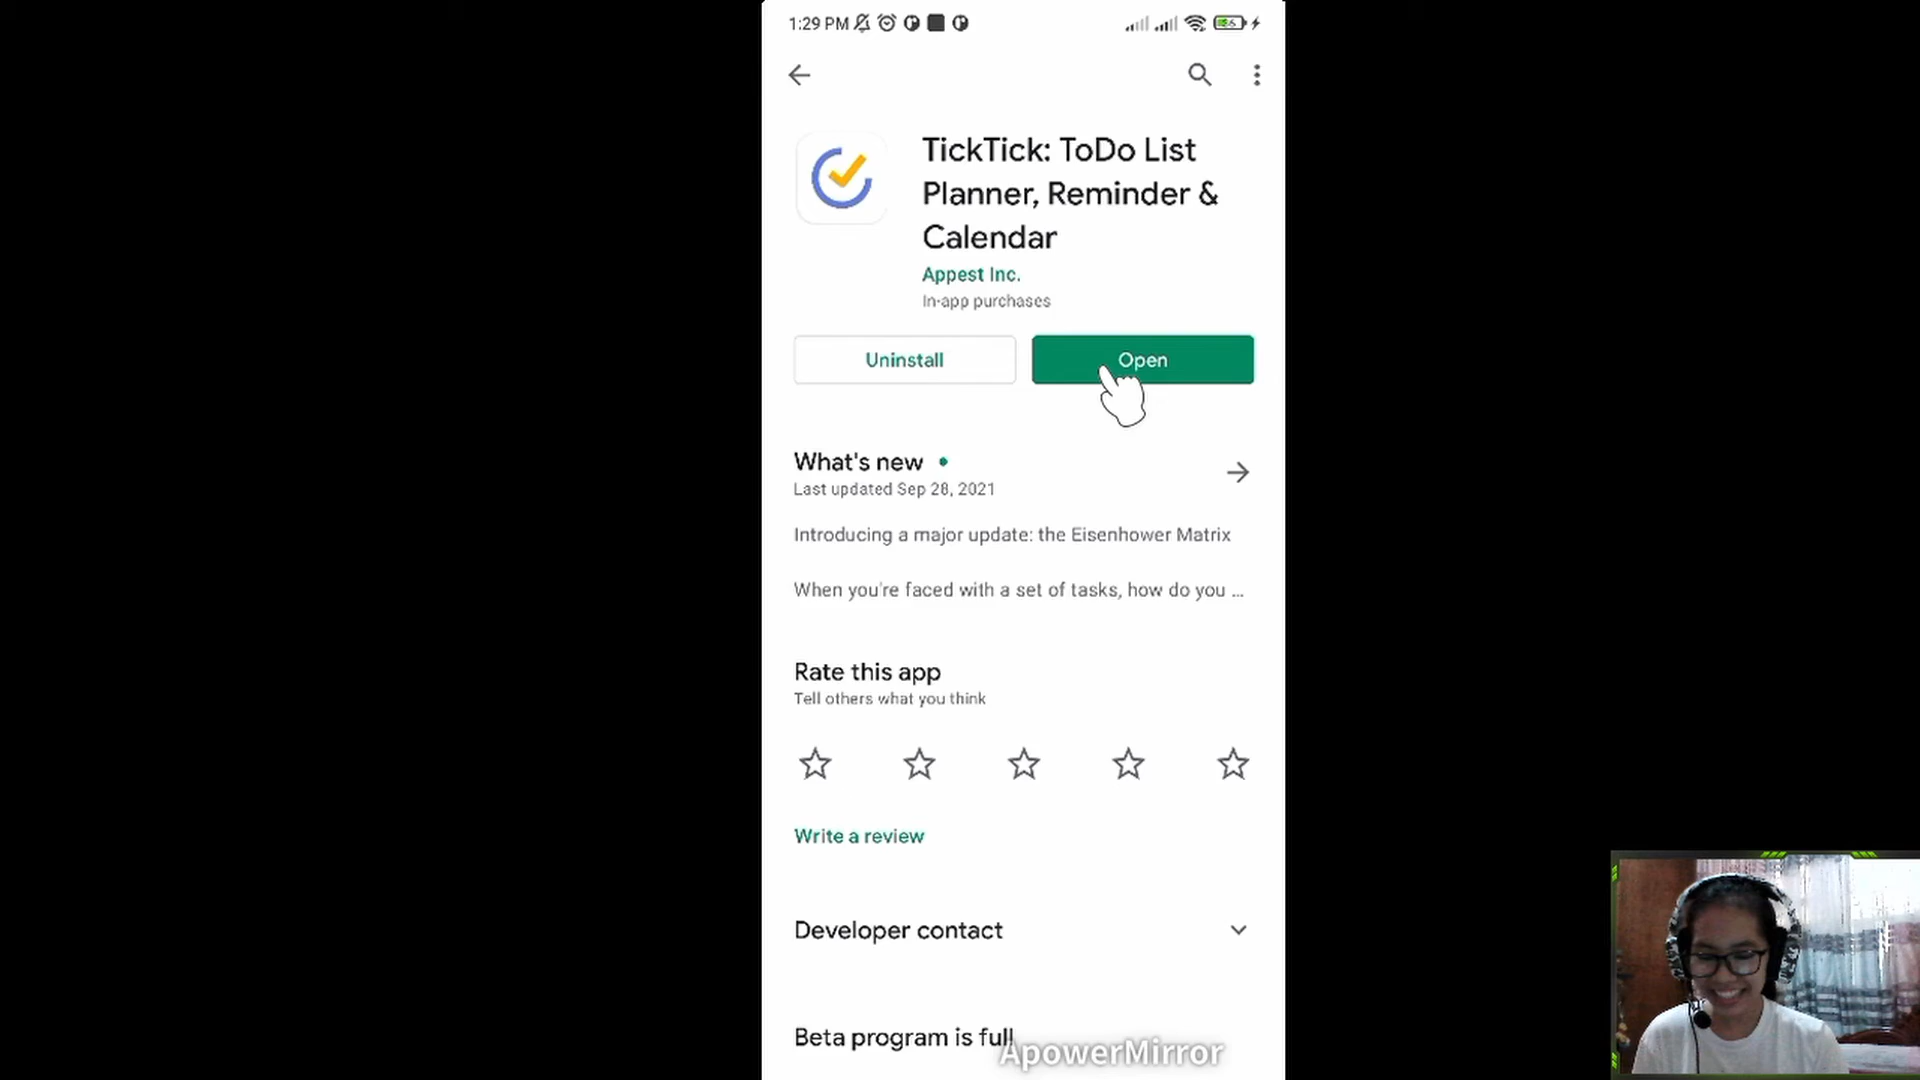 1:29 PM
TickTick: ToDo List
Planner, Reminder &
Calendar
Appest Inc.
In-app purchases
Uninstall
Open
What's new
Last updated Sep 28, 2021
Introducing a major update: the Eisenhower Matrix
When you're faced with a set of tasks, how do you ...
Rate this app
Tell others what you think
Write a review
Developer contact
Beta program is full
ApowerMirror